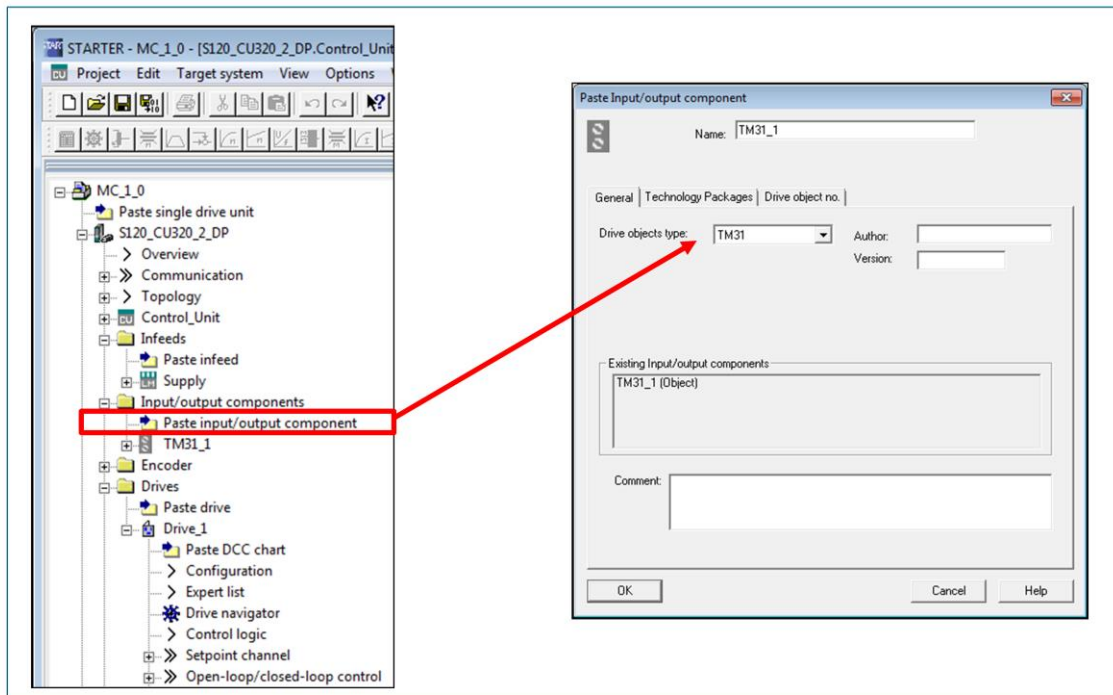 STARTER - MC_1_0 - [S120_CU320_2_DP.Control_Unit
Project Edit Target system View Options
MC_1_0
Paste single drive unit
S120_CU320_2_DP
Overview
Communication
Topology
Control_Unit
Infeeds
Paste infeed
Supply
Input/output components
Paste input/output component
TM31_1
Encoder
Drives
Paste drive
Drive_1
Paste DCC chart
Configuration
Expert list
Drive navigator
Control logic
Setpoint channel
Open-loop/closed-loop control
Paste Input/output component
Name: TM31_1
General Technology Packages Drive object no.
Drive objects type: TM31 Author:
Version:
Existing Input/output components
TM31_1 (Object)
Comment:
OK Cancel Help